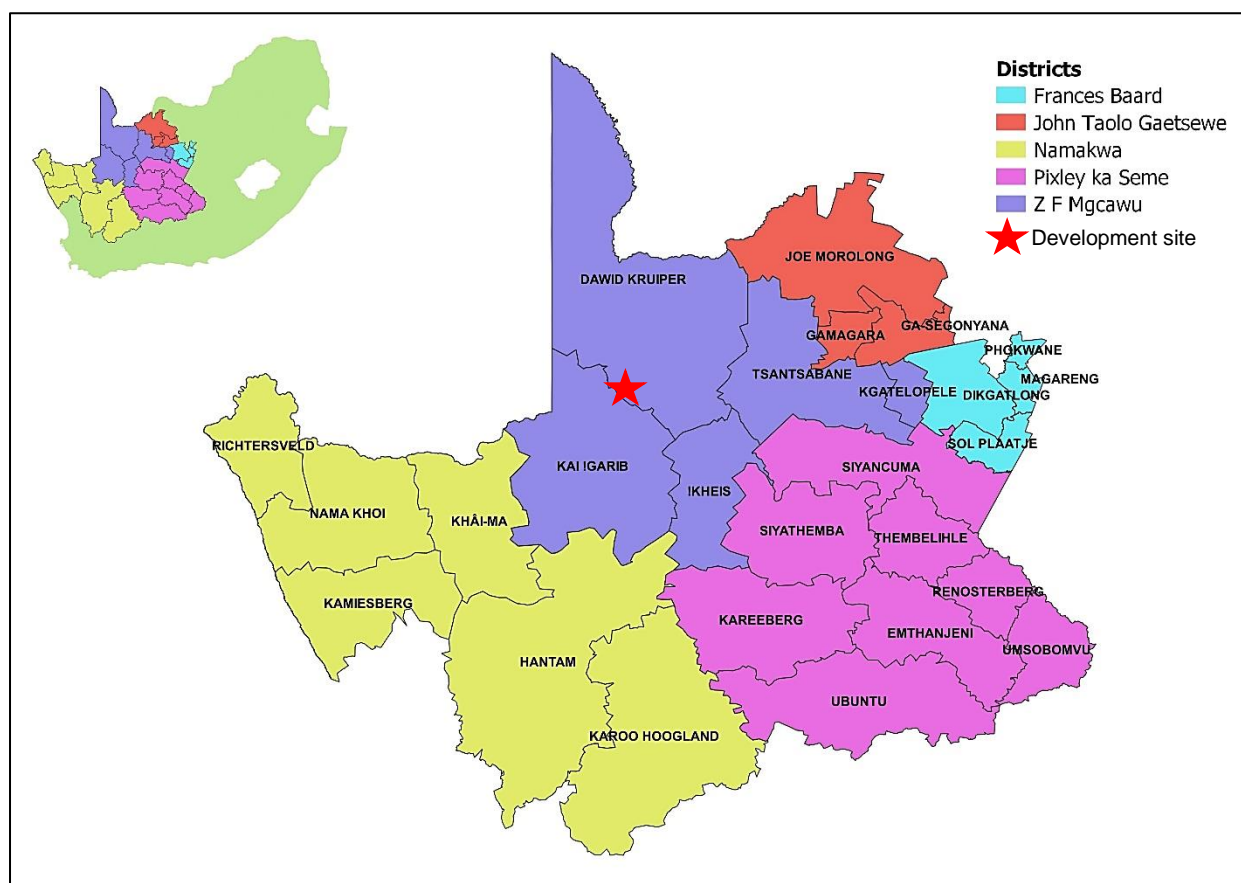 Districts
Frances Baard
John Taolo Gaetsewe
Namakwa
Pixley ka Seme
Z F Mgcawu
Development site
JOE MOROLONG
DAWID KRUIPER
GA-SEGONYANA
GAMAGARA
PHOKWANE
TSANTSABANE
MAGARENG
KGATELOPELE
DIKGATLONG
RICHTERSVELD
SOL PLAATJE
KAI !GARIB
SIYANCUMA
!KHEIS
NAMA KHOI
KHÂI-MA
SIYATHEMBA
THEMBELIHLE
RENOSTERBERG
KAMIESBERG
KAREEBERG
EMTHANJENI
UMSOBOMVU
HANTAM
UBUNTU
KAROO HOOGLAND